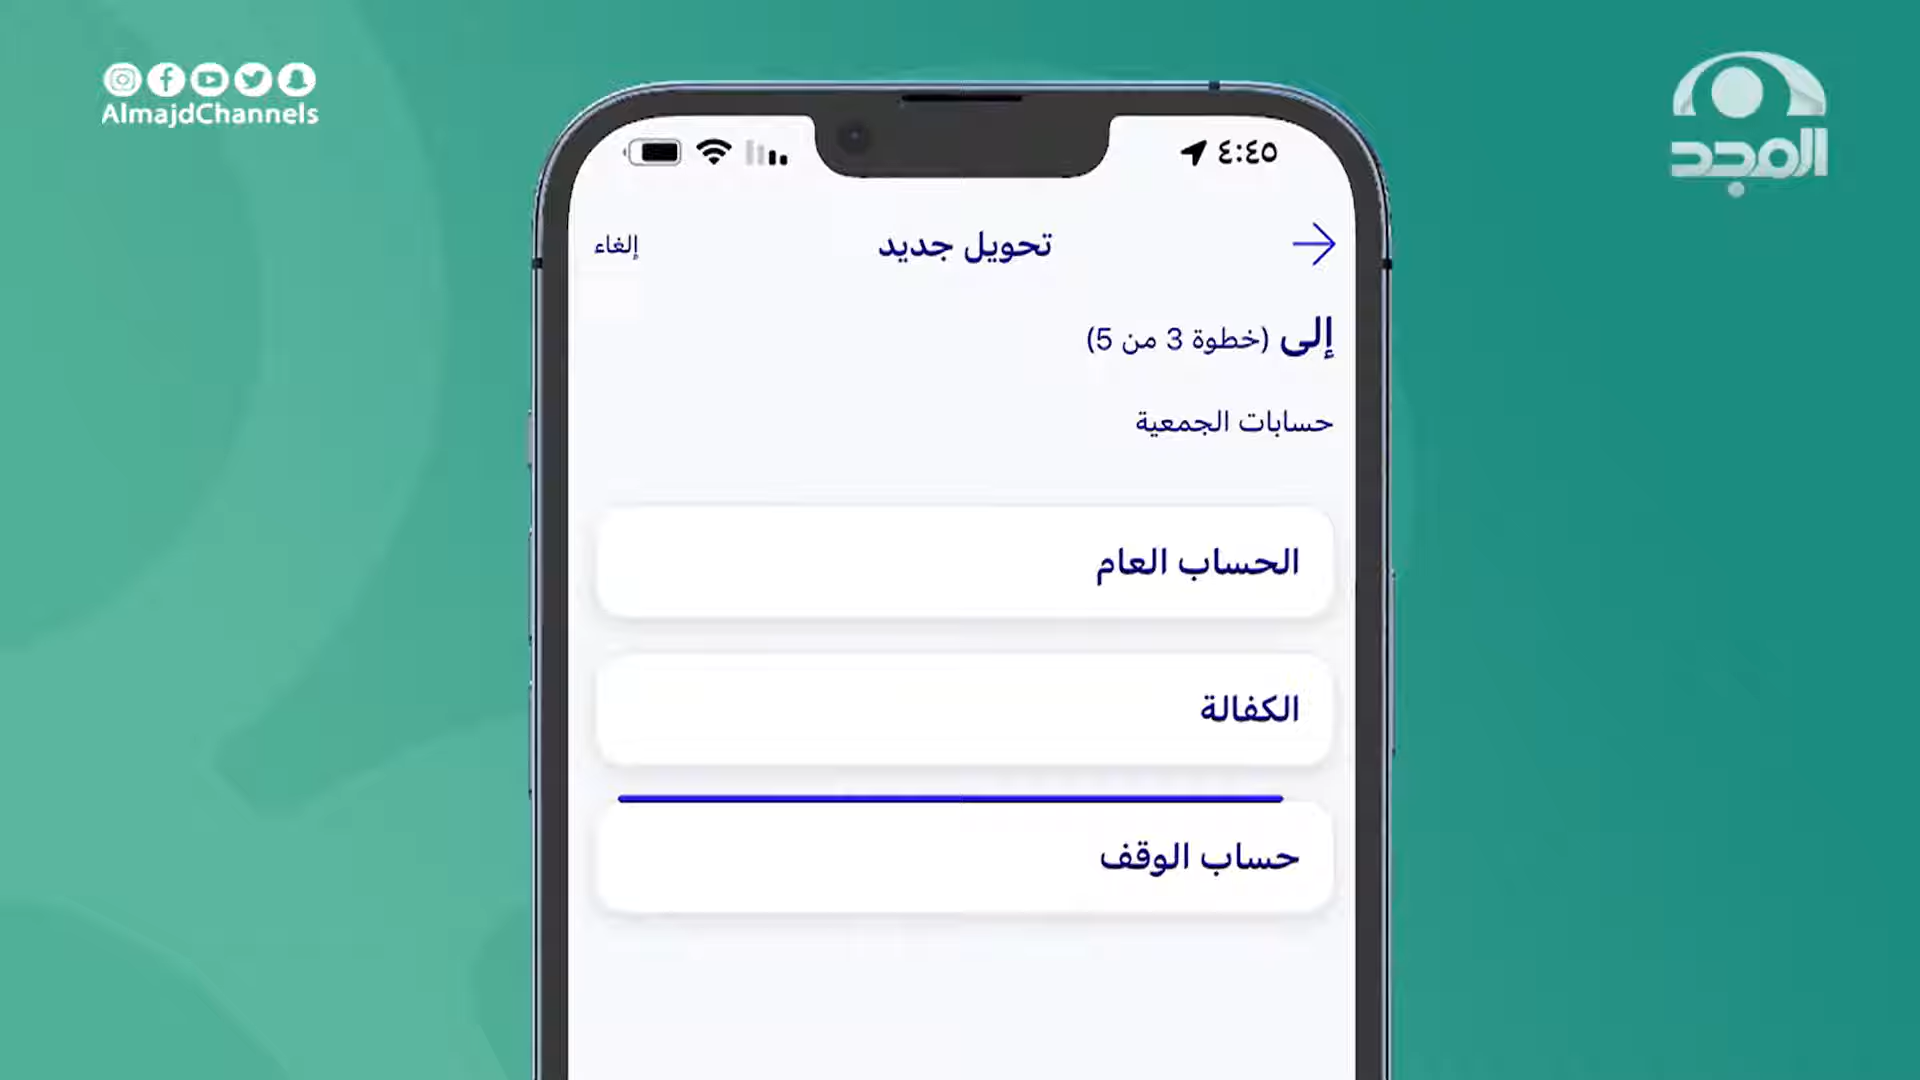 AlmajdChannels
المجد
٤:٤٥
تحويل جديد
إلغاء
إلى (خطوة 3 من 5)
حسابات الجمعية
الحساب العام
الكفالة
حساب الوقف